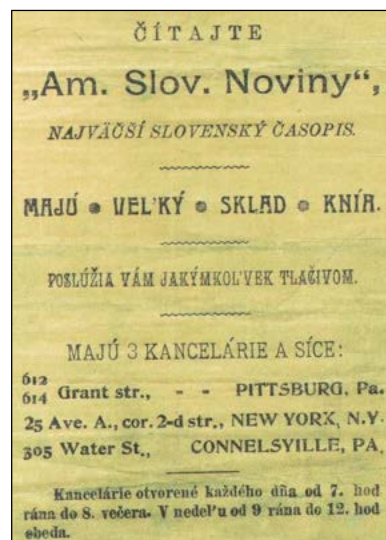 ČÍTAJTE
„Am. Slov. Noviny“,
NAJVÄČŠÍ SLOVENSKÝ ČASOPIS.
MAJÚ • VEĽKÝ • SKLAD • KNÍH.
POSLÚŽIA VÁM JAKÝMKOĽVEK TLAČIVOM.
MAJÚ 3 KANCELÁRIE A SÍCE:
612
614 Grant str., - - PITTSBURG, Pa.
25 Ave. A., cor. 2-d str., NEW YORK, N.Y.
305 Water St., CONNELSVILLE, PA.
Kancelárie otvorené každého dňa od 7. hod
rána do 8. večera. V nedeľu od 9 rána do 12. hod
obeda.